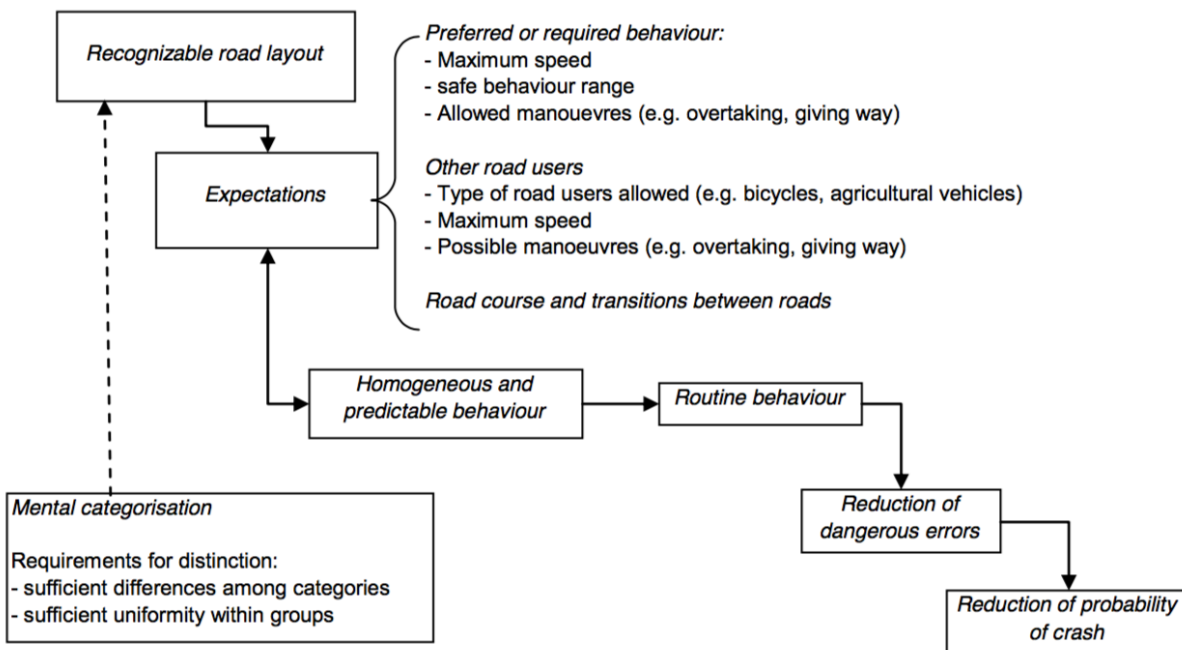 Recognizable road layout
Preferred or required behaviour:
- Maximum speed
- safe behaviour range
- Allowed manouevres (e.g. overtaking, giving way)
Expectations
Other road users
- Type of road users allowed (e.g. bicycles, agricultural vehicles)
- Maximum speed
- Possible manoeuvres (e.g. overtaking, giving way)
Road course and transitions between roads
Homogeneous and
predictable behaviour
Routine behaviour
Mental categorisation
Requirements for distinction:
- sufficient differences among categories
- sufficient uniformity within groups
Reduction of
dangerous errors
Reduction of probability
of crash